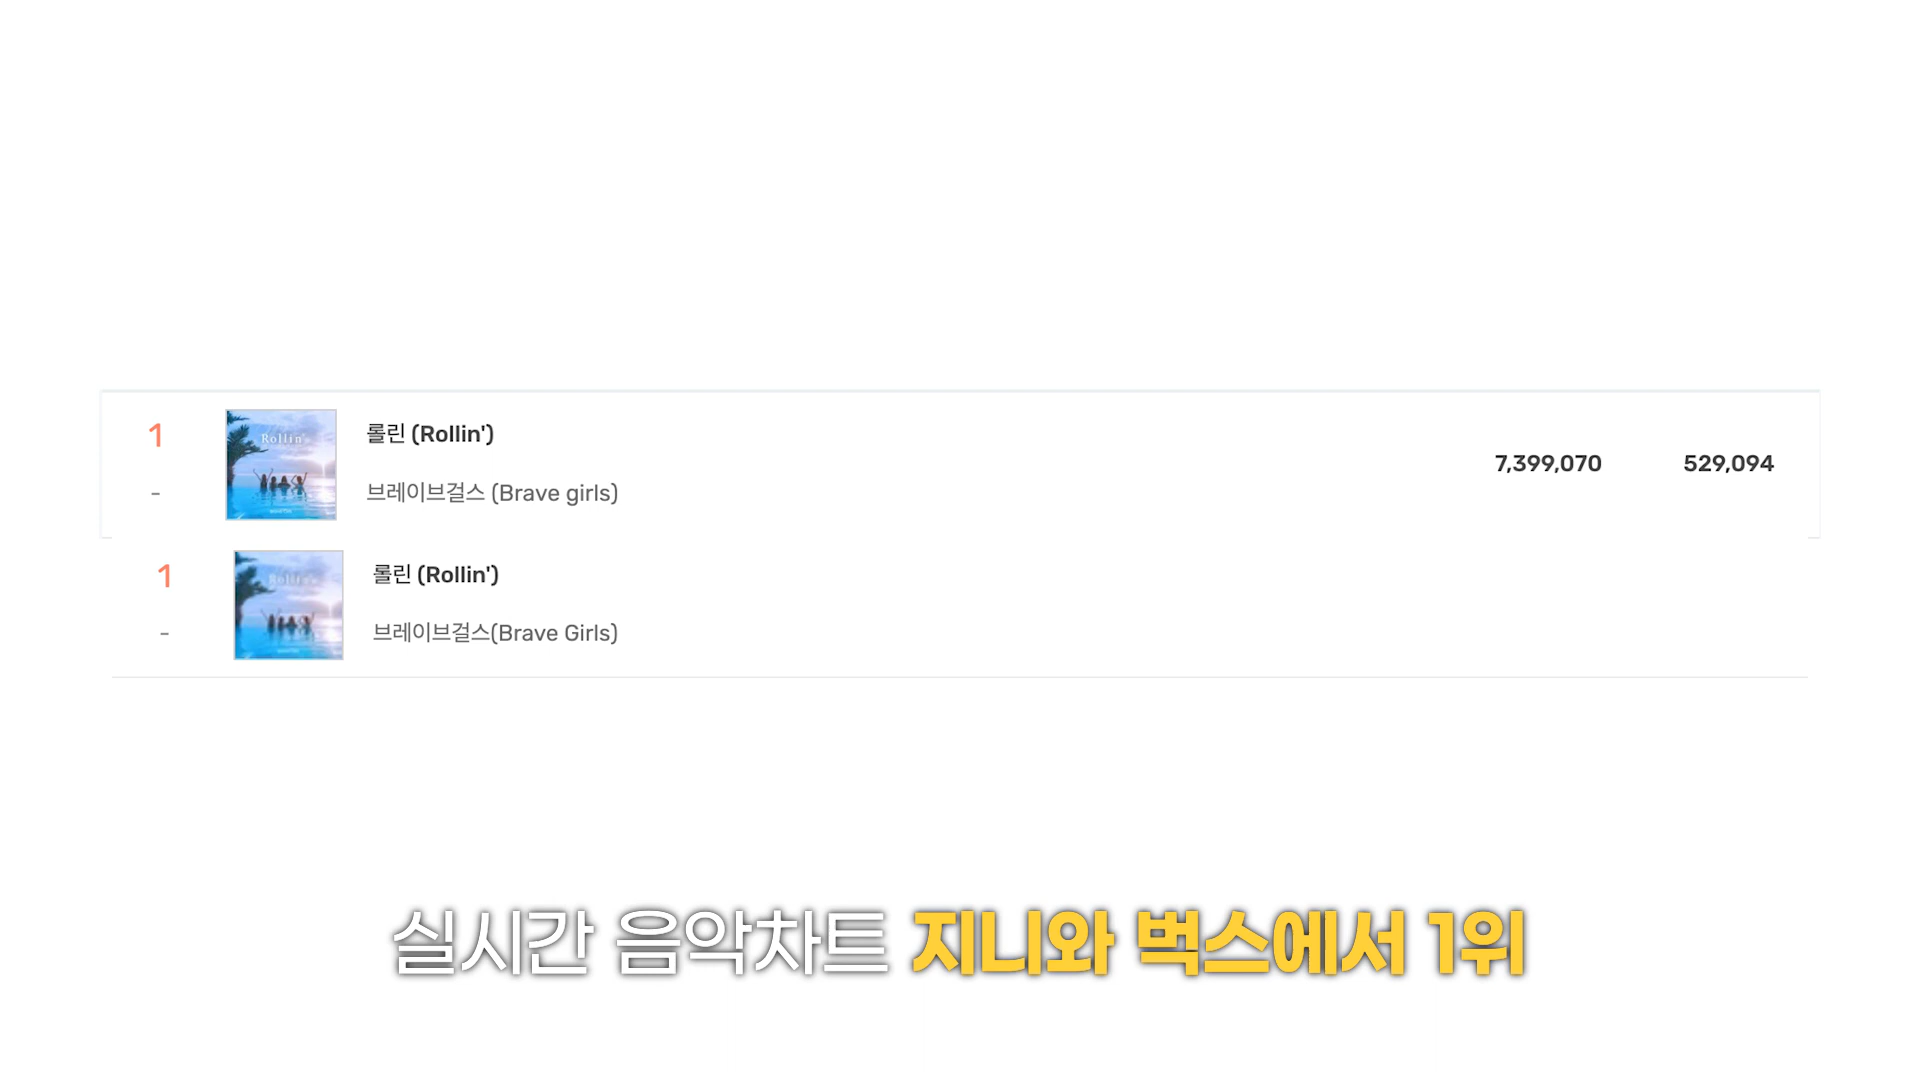 1
-
Rollin'
롤린 (Rollin')
브레이브걸스 (Brave girls)
7,399,070
529,094
1
-
Rollin'
롤린 (Rollin')
브레이브걸스(Brave Girls)
실시간 음악차트 지니와 벅스에서 1위